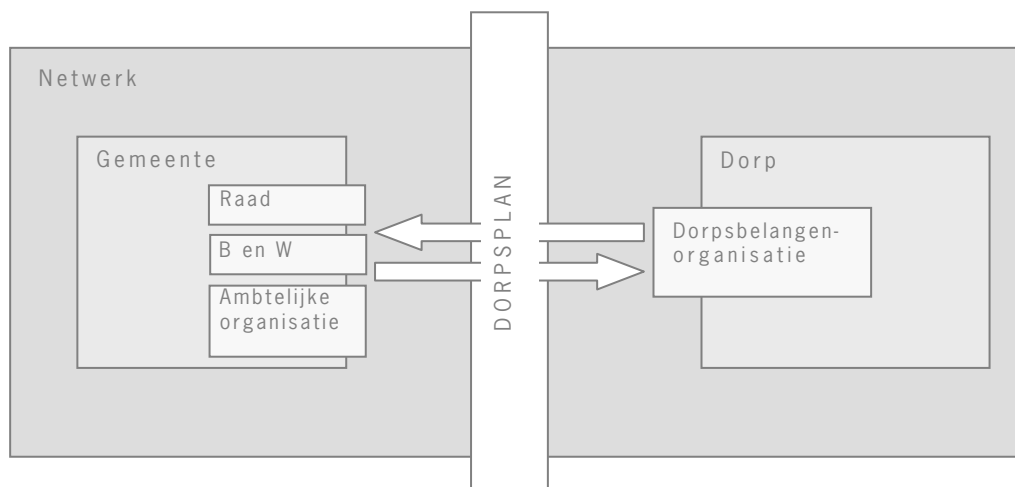 Netwerk
Gemeente
Raad
B en W
Ambtelijke
organisatie
DORPSPLAN
Dorp
Dorpsbelangen-
organisatie